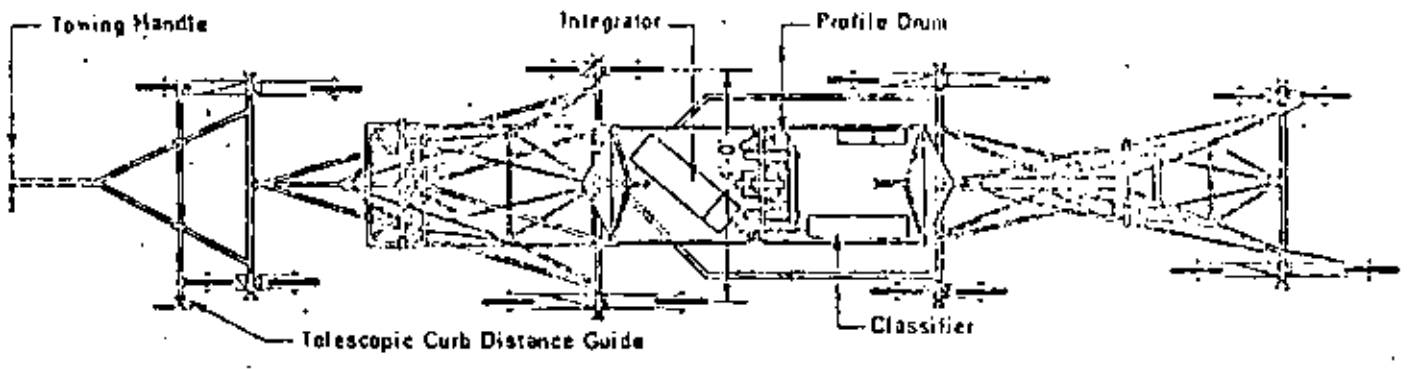 Towing Handle
Integrator
Profile Drum
Classifier
Telescopic Curb Distance Guide